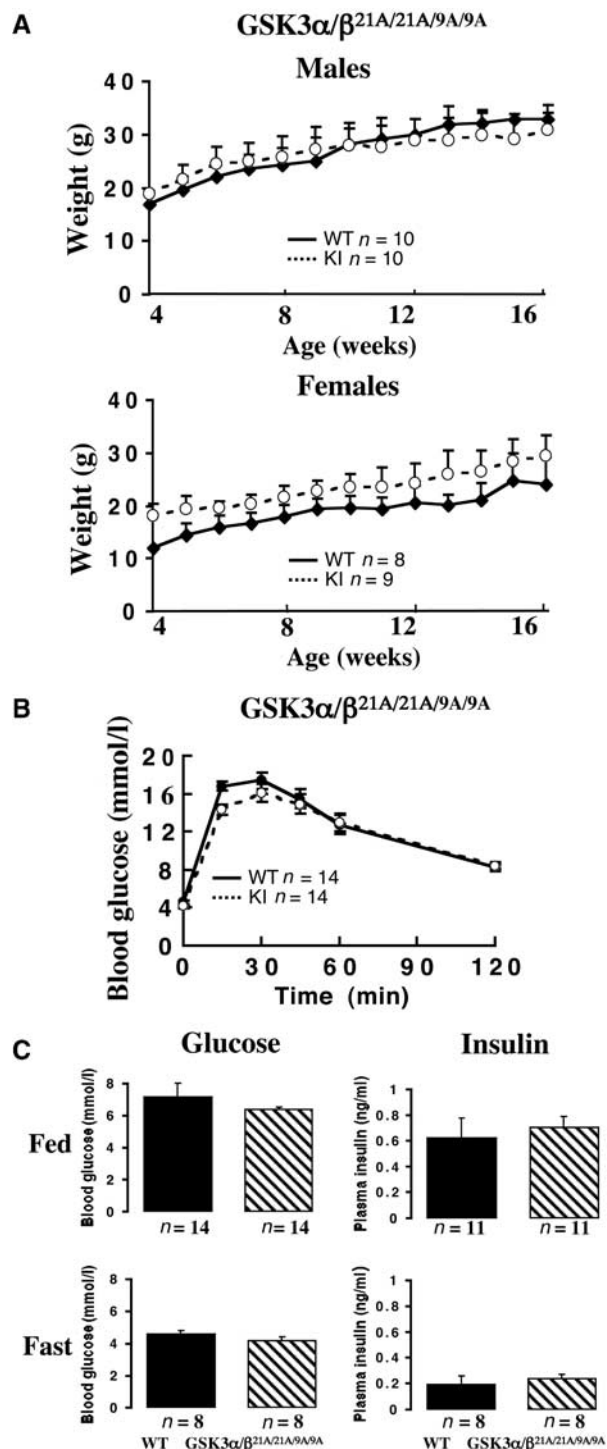 A
GSK3α/β21A/21A/9A/9A
Males
40
30
20
10
0
Weight (g)
WT n = 10
KI n = 10
4 8 12 16
Age (weeks)
Females
40
30
20
10
0
Weight (g)
WT n = 8
KI n = 9
4 8 12 16
Age (weeks)
B
GSK3α/β21A/21A/9A/9A
20
16
12
8
4
0
Blood glucose (mmol/l)
WT n = 14
KI n = 14
0 30 60 90 120
Time (min)
C
Glucose Insulin
Fed
Blood glucose (mmol/l)
8
6
4
2
0
n = 14 n = 14
Plasma insulin (ng/ml)
1
0.8
0.6
0.4
0.2
0
n = 11 n = 11
Fast
Blood glucose (mmol/l)
8
6
4
2
0
n = 8 n = 8
WT GSK3α/β21A/21A/9A/9A
Plasma insulin (ng/ml)
1
0.8
0.6
0.4
0.2
0
n = 8 n = 8
WT GSK3α/β21A/21A/9A/9A